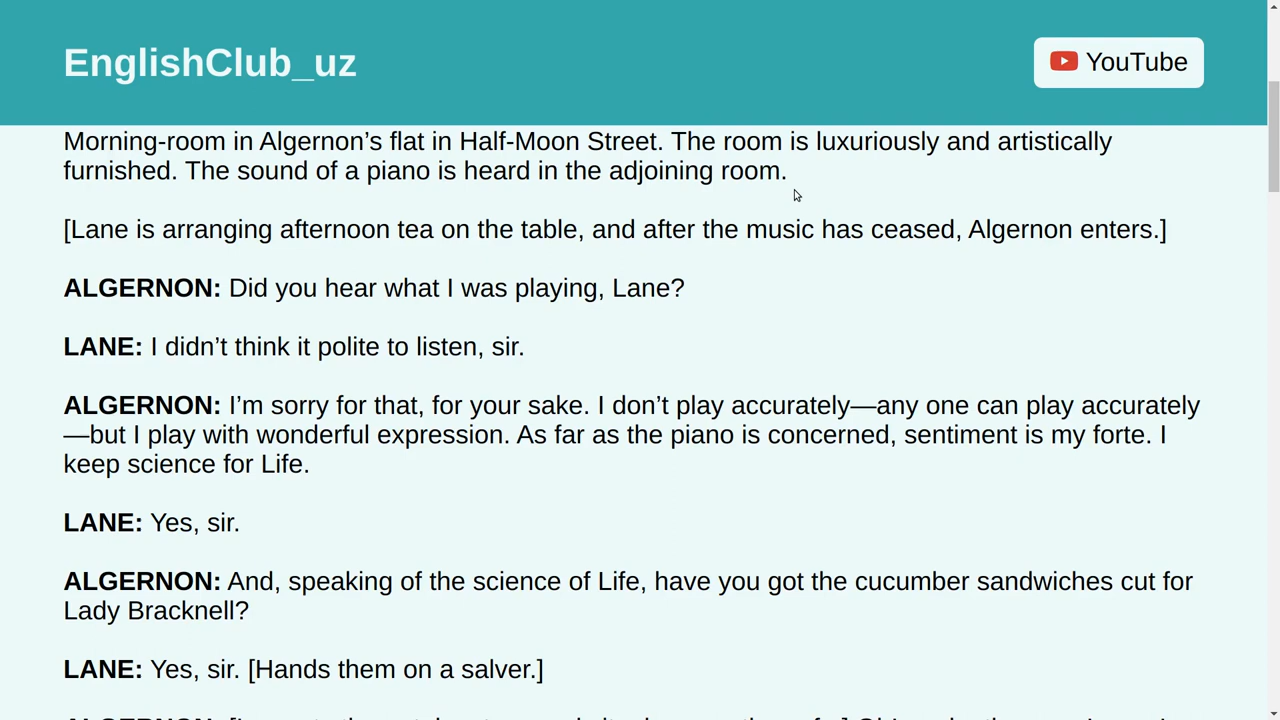 EnglishClub_uz
YouTube
Morning-room in Algernon’s flat in Half-Moon Street. The room is luxuriously and artistically
furnished. The sound of a piano is heard in the adjoining room.
[Lane is arranging afternoon tea on the table, and after the music has ceased, Algernon enters.]
ALGERNON: Did you hear what I was playing, Lane?
LANE: I didn’t think it polite to listen, sir.
ALGERNON: I’m sorry for that, for your sake. I don’t play accurately—any one can play accurately
—but I play with wonderful expression. As far as the piano is concerned, sentiment is my forte. I
keep science for Life.
LANE: Yes, sir.
ALGERNON: And, speaking of the science of Life, have you got the cucumber sandwiches cut for
Lady Bracknell?
LANE: Yes, sir. [Hands them on a salver.]